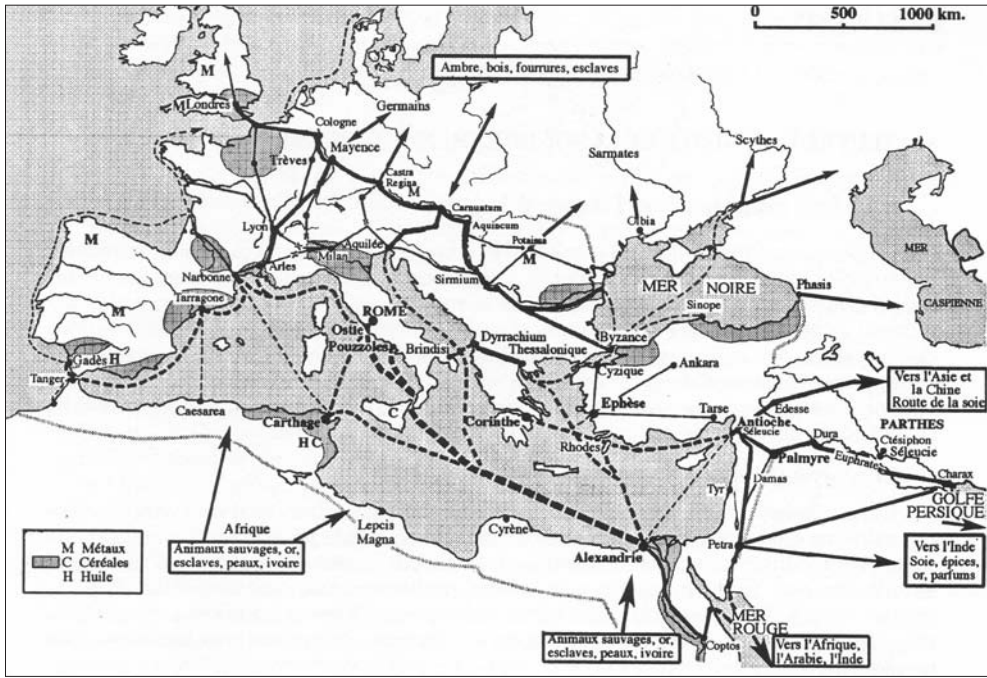 0 500 1000 km.
Ambre, bois, fourrures, esclaves
M
M Londres
Cologne
Germains
Mayence
Trèves
Castra
Regina
M
Carnuatum
Aquiscum
Sarmates
Scythes
Olbia
Potaissa
M
Lyon
Milan
Aquilée
Sirmium
M
Narbonne
Arles
Tarragone
M
Gadès H
Tanger
ROME
Ostie
Pouzzoles
Brindisi
Dyrrachium
Thessalonique
MER NOIRE
Sinope
Phasis
MER
CASPIENNE
Byzance
Cyzique
Ankara
Ephèse
Tarse
Caesarea
Carthage
H C
C
Corinthe
Rhodes
Antioche
Séleucie
Edesse
Vers l'Asie et
la Chine
Route de la soie
PARTHES
Ctésiphon
Séleucie
Dura
Palmyre
Euphrate
Charax
GOLFE
PERSIQUE
Damas
Tyr
Petra
Vers l'Inde
Soie, épices,
or, parfums
Afrique
Animaux sauvages, or,
esclaves, peaux, ivoire
Lepcis
Magna
Cyrène
Alexandrie
Animaux sauvages, or,
esclaves, peaux, ivoire
Coptos
MER
ROUGE
Vers l'Afrique,
l'Arabie, l'Inde
M Métaux
C Céréales
H Huile